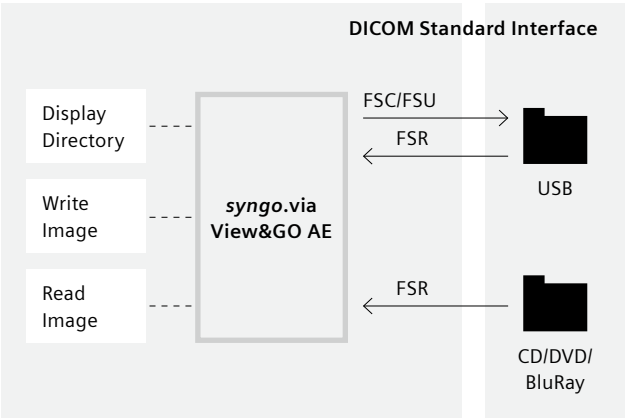 DICOM Standard Interface
Display
Directory
Write
Image
Read
Image
syngo.via
View&GO AE
FSC/FSU
FSR
USB
FSR
CD/DVD/
BluRay